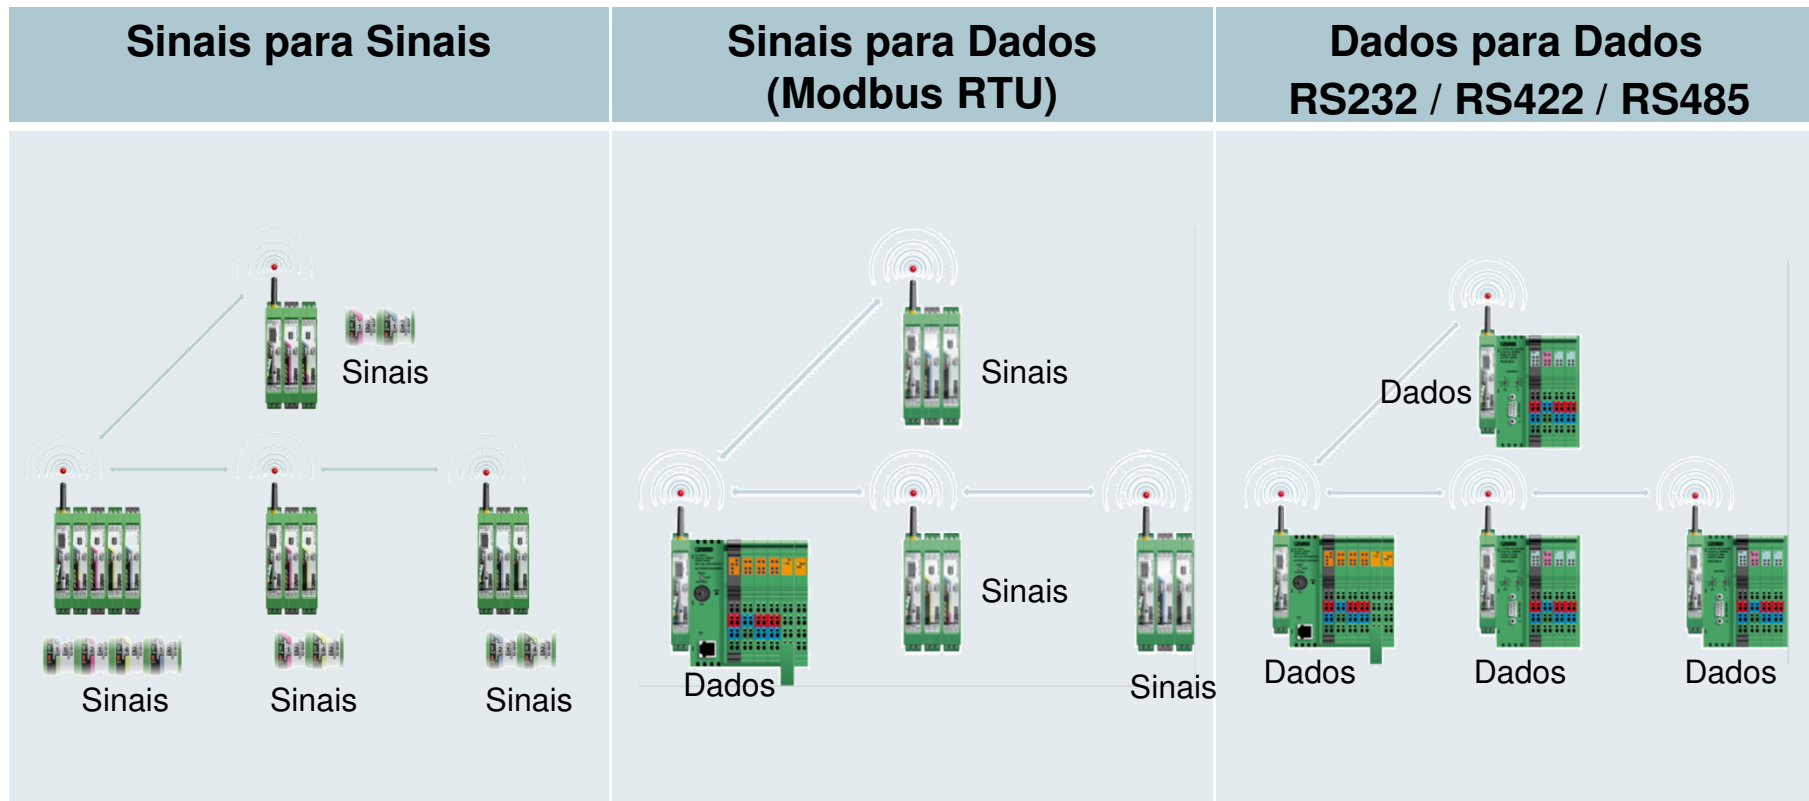 Sinais para Sinais
Sinais para Dados
(Modbus RTU)
Dados para Dados
RS232 / RS422 / RS485
Sinais
Sinais
Sinais
Sinais
Sinais
Sinais
Dados
Sinais
Dados
Dados
Dados
Dados